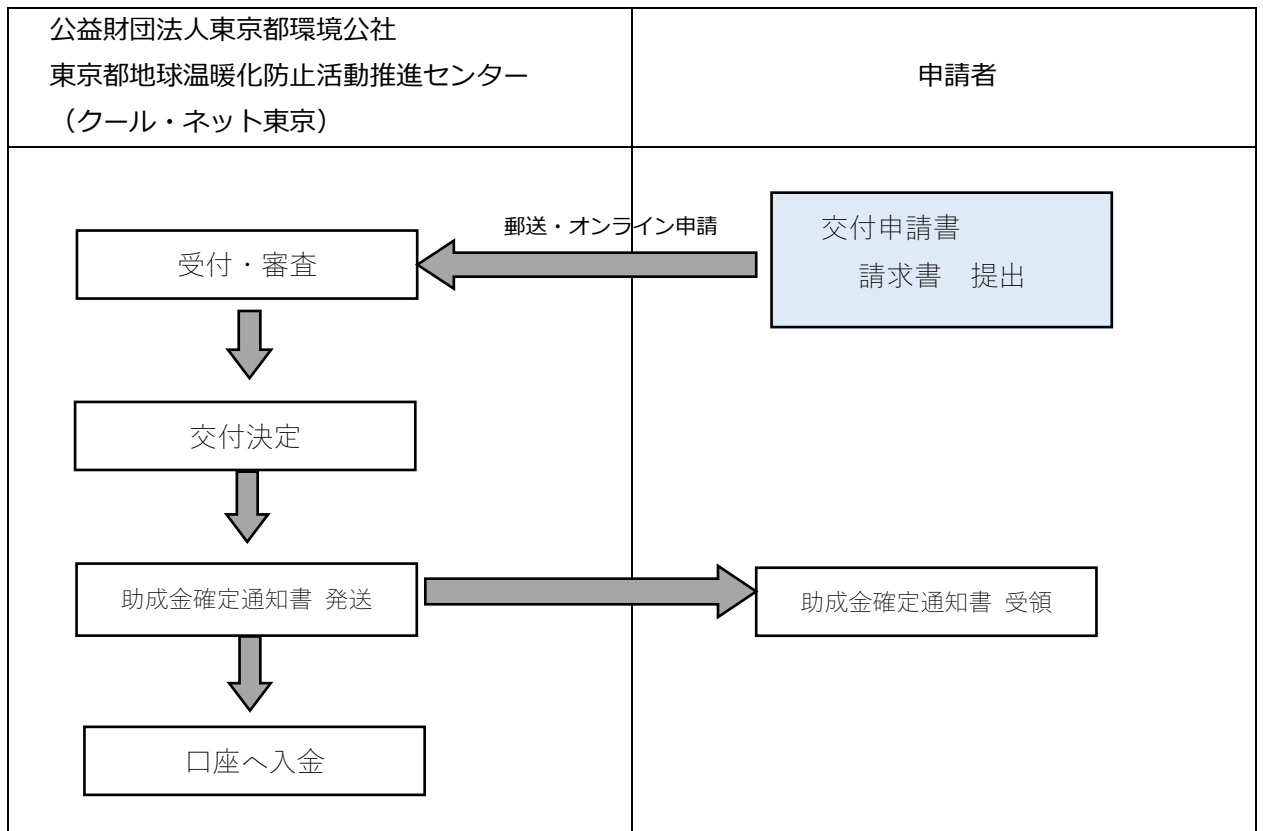 公益財団法人東京都環境公社
東京都地球温暖化防止活動推進センター
（クール・ネット東京）
申請者
郵送・オンライン申請
交付申請書
請求書　提出
受付・審査
交付決定
助成金確定通知書 発送
助成金確定通知書 受領
口座へ入金